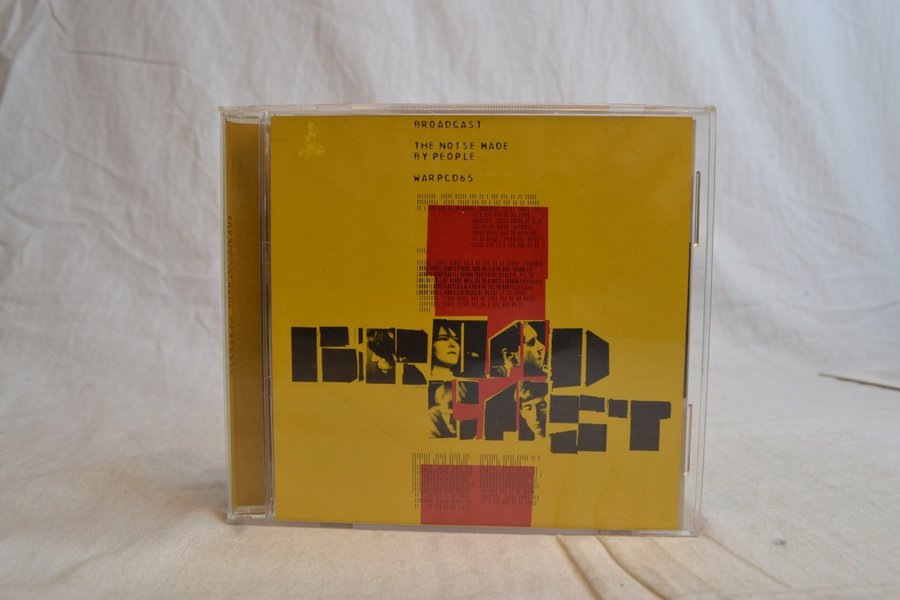 BROADCAST
THE NOISE MADE
BY PEOPLE
WARPCD65
BROAD
CAST